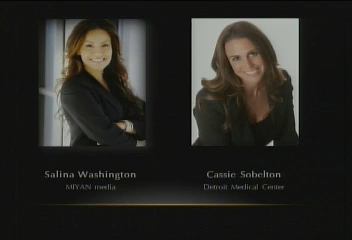 Salina Washington
MIYAN media
Cassie Sobelton
Detroit Medical Center